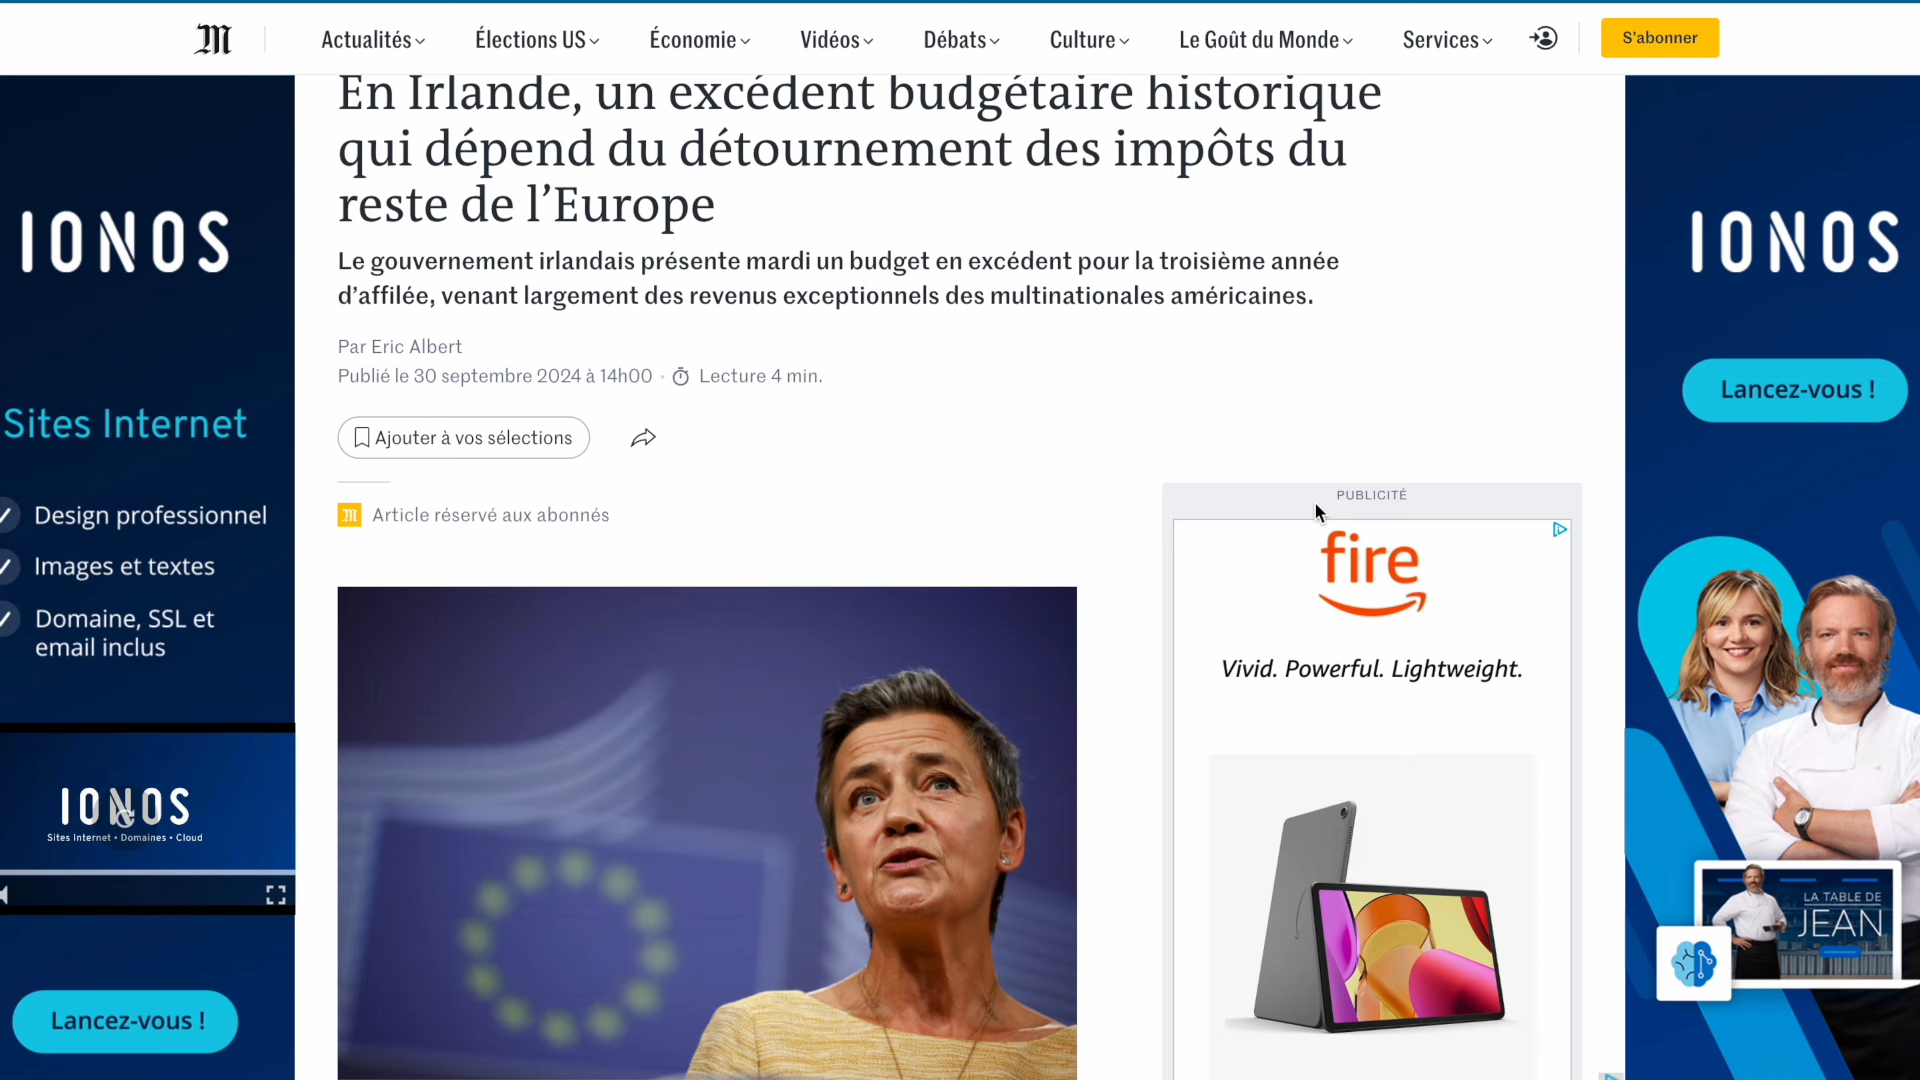 M
Actualités
Élections US
Économie
Vidéos
Débats
Culture
Le Goût du Monde
Services
S'abonner
En Irlande, un excédent budgétaire historique
qui dépend du détournement des impôts du
reste de l'Europe
Le gouvernement irlandais présente mardi un budget en excédent pour la troisième année
d'affilée, venant largement des revenus exceptionnels des multinationales américaines.
Par Eric Albert
Publié le 30 septembre 2024 à 14h00 • Lecture 4 min.
Ajouter à vos sélections
M Article réservé aux abonnés
IONOS
Sites Internet
Design professionnel
Images et textes
Domaine, SSL et
email inclus
IONOS
Sites Internet • Domaines • Cloud
Lancez-vous !
PUBLICITÉ
fire
Vivid. Powerful. Lightweight.
IONOS
Lancez-vous !
LA TABLE DE
JEAN